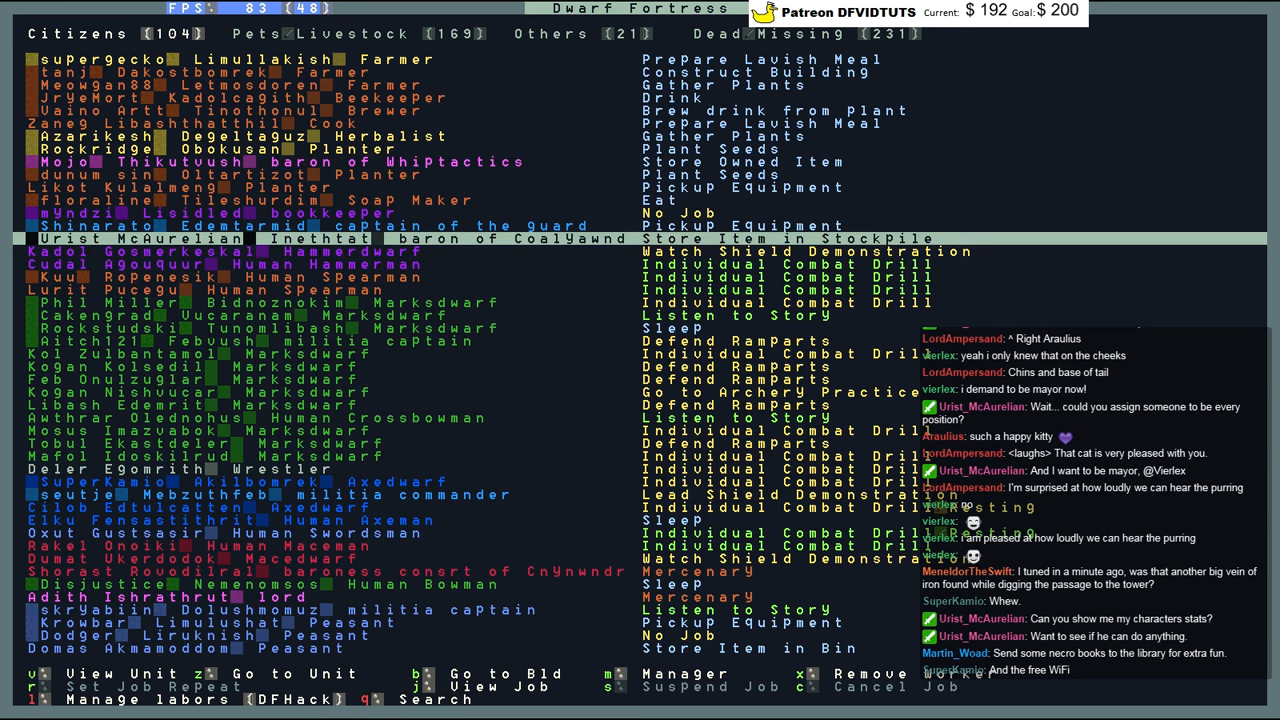 FPS: 83 (48) Dwarf Fortress
Patreon DFVIDTUTS Current: $ 192 Goal: $ 200
Citizens (104) Pets/Livestock (169) Others (21) Dead/Missing (231)
supergecko Limullakish Farmer Prepare Lavish Meal
tanj Dakostbomrek Farmer Construct Building
Meowgan88 Letmosdoren Farmer Gather Plants
JryeMort Kadolcagith Beekeeper Drink
Vaino Artt Tinothonul Brewer Brew drink from plant
Zaneg Libashthatthil Cook Prepare Lavish Meal
Azarikesh Degeltaguz Herbalist Gather Plants
Rockridge Obokusan Planter Plant Seeds
Mojo Thikutvush baron of Whiptactics Store Owned Item
dunum sin Oltartizot Planter Plant Seeds
Likot Kulalmeng Planter Pickup Equipment
floraline Tileshurdim Soap Maker Eat
myndzi Lisidled bookkeeper No Job
Shinarato Edemtarmid captain of the guard Pickup Equipment
Urist McAurelian Inethtat baron of CoalYawnd Store Item in Stockpile
Kadol Gosmerkeskal Hammerdwarf Watch Shield Demonstration
Cudal Agouquur Human Hammerman Individual Combat Drill
Kuu Ropenesik Human Spearman Individual Combat Drill
Lurit Pucegu Human Spearman Individual Combat Drill
Phil Miller Bidnoznokim Marksdwarf Individual Combat Drill
Cakengrad Vucaranam Marksdwarf Listen to Story
Rockstudski Tunomlibash Marksdwarf Sleep
Aitch121 Febvush militia captain Defend Ramparts
Kol Zulbantamol Marksdwarf Individual Combat Drill
Kogan Kolsedil Marksdwarf Defend Ramparts
Feb Onulzuglar Marksdwarf Defend Ramparts
Kogan Nishvucar Marksdwarf Go to Archery Practice
Libash Edemrit Marksdwarf Defend Ramparts
Awthnar Olednohus Human Crossbowman Listen to Story
Mosus Imazvabok Marksdwarf Individual Combat Drill
Tobul Ekastdeler Marksdwarf Defend Ramparts
Mafol Idoskilrud Marksdwarf Individual Combat Drill
Deler Egomrith Wrestler Individual Combat Drill
SuperKamio Akilbomrek Axedwarf Individual Combat Drill
seutje Mebzuthfeb militia commander Lead Shield Demonstration
Cilob Edtulcatten Axedwarf Individual Combat Drill/Resting
Elku Fensastithrit Human Axeman Sleep
Oxut Gustsasir Human Swordsman Individual Combat Drill/Resting
Rakel Onoiki Human Maceman Individual Combat Drill
Dumat Ukerdodok Macedwarf Watch Shield Demonstration
Shorast Rovodilral baroness consrt of CnYnwndr Mercenary
Disjustice Nemenomsos Human Bowman Sleep
Adith Ishrathrut lord Mercenary
skryabiin Dolushmomuz militia captain Listen to Story
Krowbar Limulushat Peasant Pickup Equipment
Dodger Liruknish Peasant No Job
Domas Amaddoom Peasant Store Item in Bin
v: View Unit z: Go to Unit b: Go to Bld m: Manager x: Remove worker
r: Set Job Repeat j: View Job s: Suspend Job c: Cancel Job
l: Manage labors (DFHack) q: Search
LordAmpersand: ^ Right Araulius
vierlex: yeah i only knew that on the cheeks
LordAmpersand: Chins and base of tail
vierlex: i demand to be mayor now!
Urist_McAurelian: Wait... could you assign someone to be every
position?
Araulius: such a happy kitty
LordAmpersand: <laughs> That cat is very pleased with you.
Urist_McAurelian: And I want to be mayor, @Vierlex
LordAmpersand: I'm surprised at how loudly we can hear the purring
vierlex: no
vierlex:
vierlex: i am pleased at how loudly we can hear the purring
vierlex:
MeneldorTheSwift: I tuned in a minute ago, was that another big vein of
iron found while digging the passage to the tower?
SuperKamio: Whew.
Urist_McAurelian: Can you show me my characters stats?
Urist_McAurelian: Want to see if he can do anything.
Martin_Woad: Send some necro books to the library for extra fun.
SuperKamio: And the free WiFi